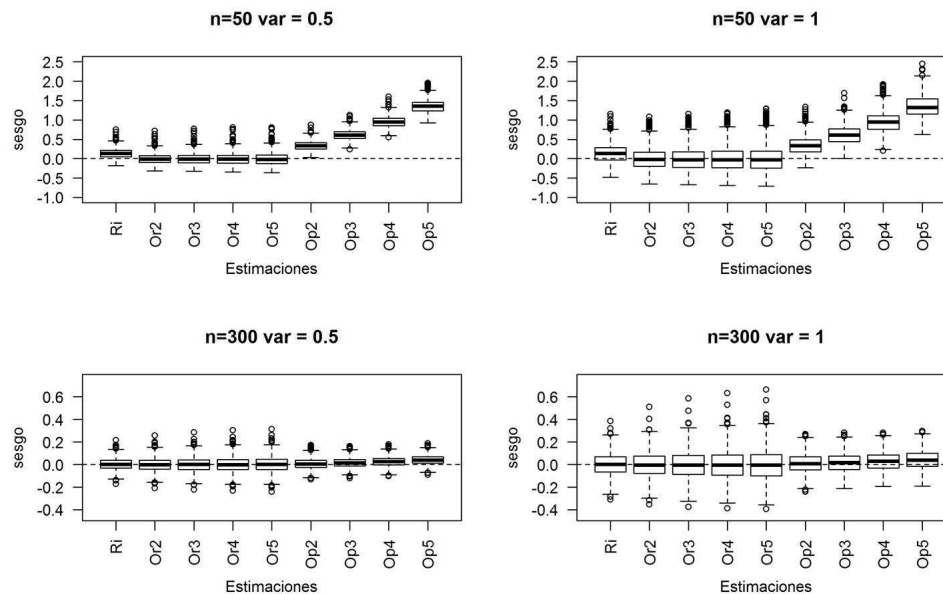 n=50 var = 0.5
sesgo
2.5
2.0
1.5
1.0
0.5
0.0
-0.5
-1.0
Ri
Or2
Or3
Or4
Or5
Op2
Op3
Op4
Op5
Estimaciones
n=50 var = 1
sesgo
2.5
2.0
1.5
1.0
0.5
0.0
-0.5
-1.0
Ri
Or2
Or3
Or4
Or5
Op2
Op3
Op4
Op5
Estimaciones
n=300 var = 0.5
sesgo
0.6
0.4
0.2
0.0
-0.2
-0.4
Ri
Or2
Or3
Or4
Or5
Op2
Op3
Op4
Op5
Estimaciones
n=300 var = 1
sesgo
0.6
0.4
0.2
0.0
-0.2
-0.4
Ri
Or2
Or3
Or4
Or5
Op2
Op3
Op4
Op5
Estimaciones